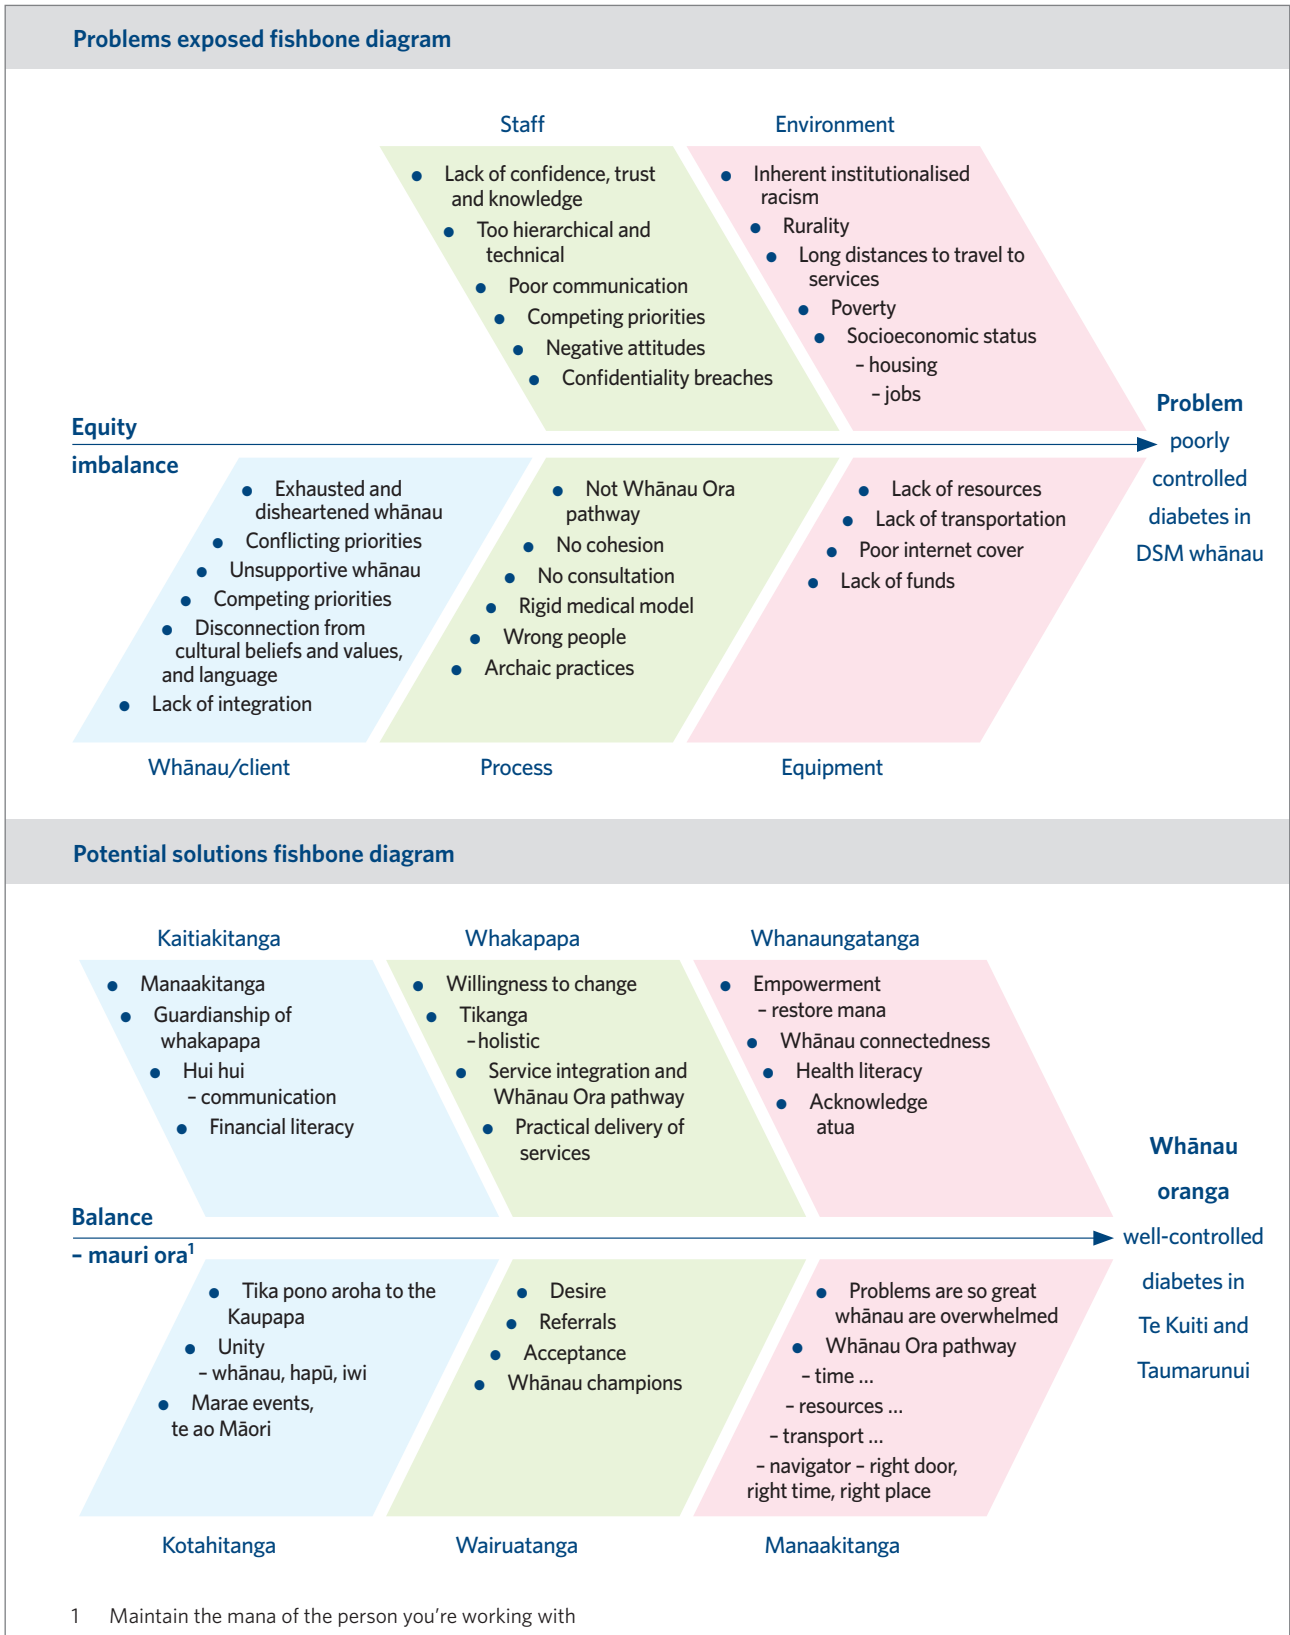 Problems exposed fishbone diagram
Staff
● Lack of confidence, trust
and knowledge
● Too hierarchical and
technical
● Poor communication
● Competing priorities
● Negative attitudes
● Confidentiality breaches
Environment
● Inherent institutionalised
racism
● Rurality
● Long distances to travel to
services
● Poverty
● Socioeconomic status
– housing
– jobs
Equity
imbalance
Problem
poorly
controlled
diabetes in
DSM whānau
● Exhausted and
disheartened whānau
● Conflicting priorities
● Unsupportive whānau
● Competing priorities
● Disconnection from
cultural beliefs and values,
and language
● Lack of integration
Whānau/client
● Not Whānau Ora
pathway
● No cohesion
● No consultation
● Rigid medical model
● Wrong people
● Archaic practices
Process
● Lack of resources
● Lack of transportation
● Poor internet cover
● Lack of funds
Equipment
Potential solutions fishbone diagram
Kaitiakitanga
● Manaakitanga
● Guardianship of
whakapapa
● Hui hui
– communication
● Financial literacy
Whakapapa
● Willingness to change
● Tikanga
–holistic
● Service integration and
Whānau Ora pathway
● Practical delivery of
services
Whanaungatanga
● Empowerment
– restore mana
● Whānau connectedness
● Health literacy
● Acknowledge
atua
Balance
– mauri ora¹
Whānau
oranga
well-controlled
diabetes in
Te Kuiti and
Taumarunui
● Tika pono aroha to the
Kaupapa
● Unity
– whānau, hapū, iwi
● Marae events,
te ao Māori
Kotahitanga
● Desire
● Referrals
● Acceptance
● Whānau champions
Wairuatanga
● Problems are so great
whānau are overwhelmed
● Whānau Ora pathway
– time ...
– resources ...
– transport ...
– navigator – right door,
right time, right place
Manaakitanga
1 Maintain the mana of the person you're working with